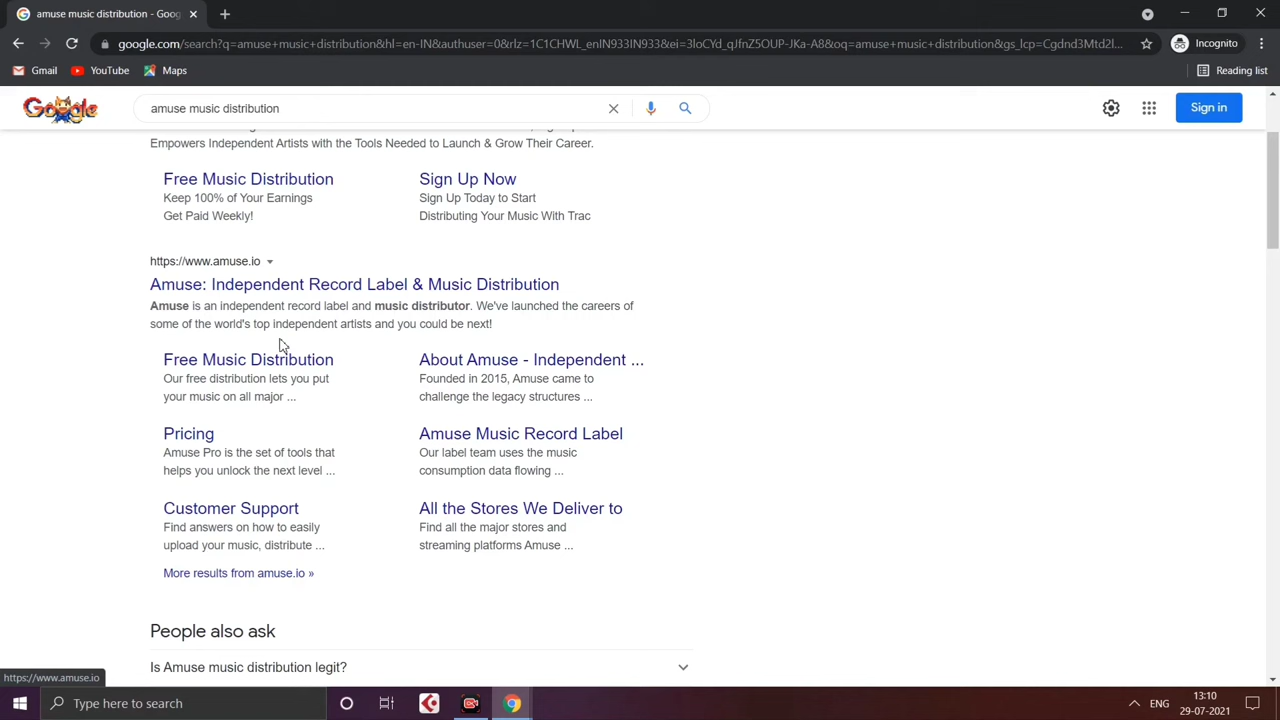 amuse music distribution - Goog
google.com/search?q=amuse+music+distribution&hl=en-IN&authuser=0&rlz=1C1CHWL_enIN933IN933&ei=3loCYd_qJfnZ5OUP-JKa-A8&oq=amuse+music+distribution&gs_lcp=Cgdnd3Mtd2l...
Incognito
Gmail
YouTube
Maps
Reading list
Google
amuse music distribution
Sign in
Empowers Independent Artists with the Tools Needed to Launch & Grow Their Career.
Free Music Distribution
Keep 100% of Your Earnings
Get Paid Weekly!
Sign Up Now
Sign Up Today to Start
Distributing Your Music With Trac
https://www.amuse.io
Amuse: Independent Record Label & Music Distribution
Amuse is an independent record label and music distributor. We've launched the careers of
some of the world's top independent artists and you could be next!
Free Music Distribution
Our free distribution lets you put
your music on all major ...
About Amuse - Independent ...
Founded in 2015, Amuse came to
challenge the legacy structures ...
Pricing
Amuse Pro is the set of tools that
helps you unlock the next level ...
Amuse Music Record Label
Our label team uses the music
consumption data flowing ...
Customer Support
Find answers on how to easily
upload your music, distribute ...
All the Stores We Deliver to
Find all the major stores and
streaming platforms Amuse ...
More results from amuse.io »
People also ask
Is Amuse music distribution legit?
https://www.amuse.io
Type here to search
ENG
13:10
29-07-2021